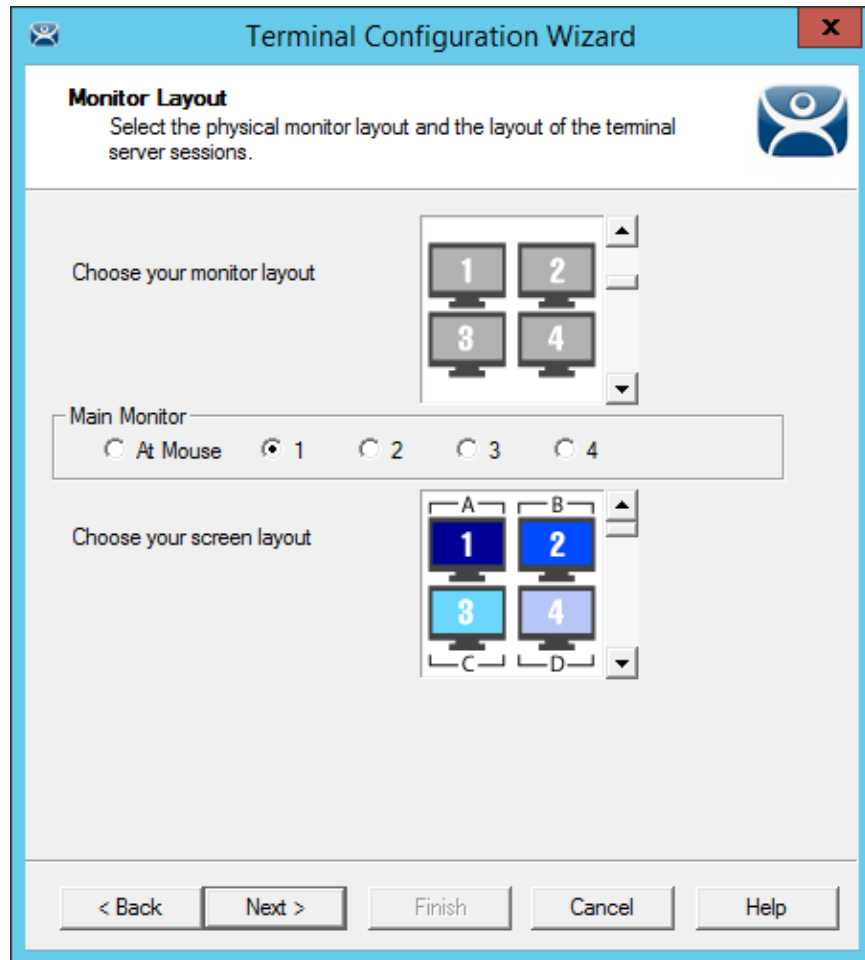 Terminal Configuration Wizard
x
Monitor Layout
Select the physical monitor layout and the layout of the terminal
server sessions.
Choose your monitor layout
1 2
3 4
Main Monitor
At Mouse 1 2 3 4
Choose your screen layout
A B
1 2
3 4
C D
< Back Next > Finish Cancel Help